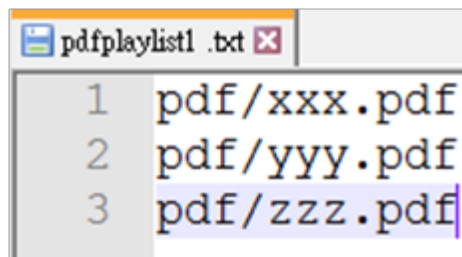 pdfplaylist1 .txt
1 pdf/xxx.pdf
2 pdf/yyy.pdf
3 pdf/zzz.pdf